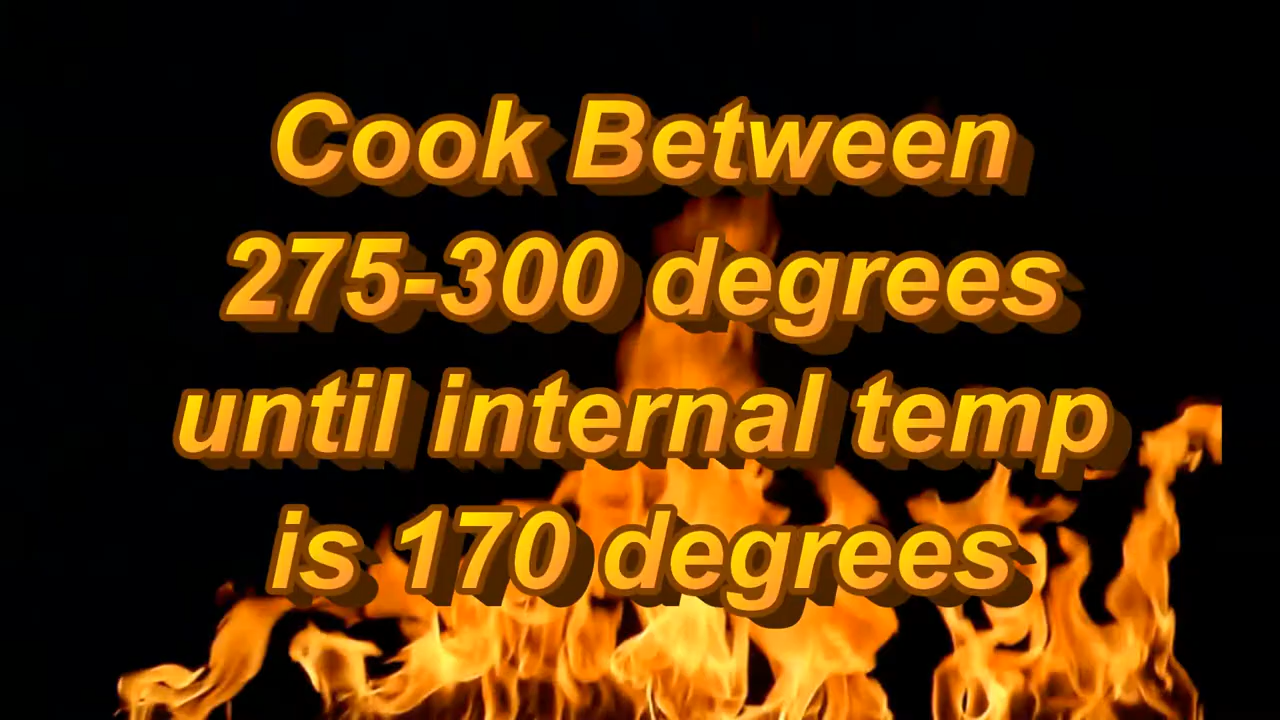 Cook Between
275-300 degrees
until internal temp
is 170 degrees